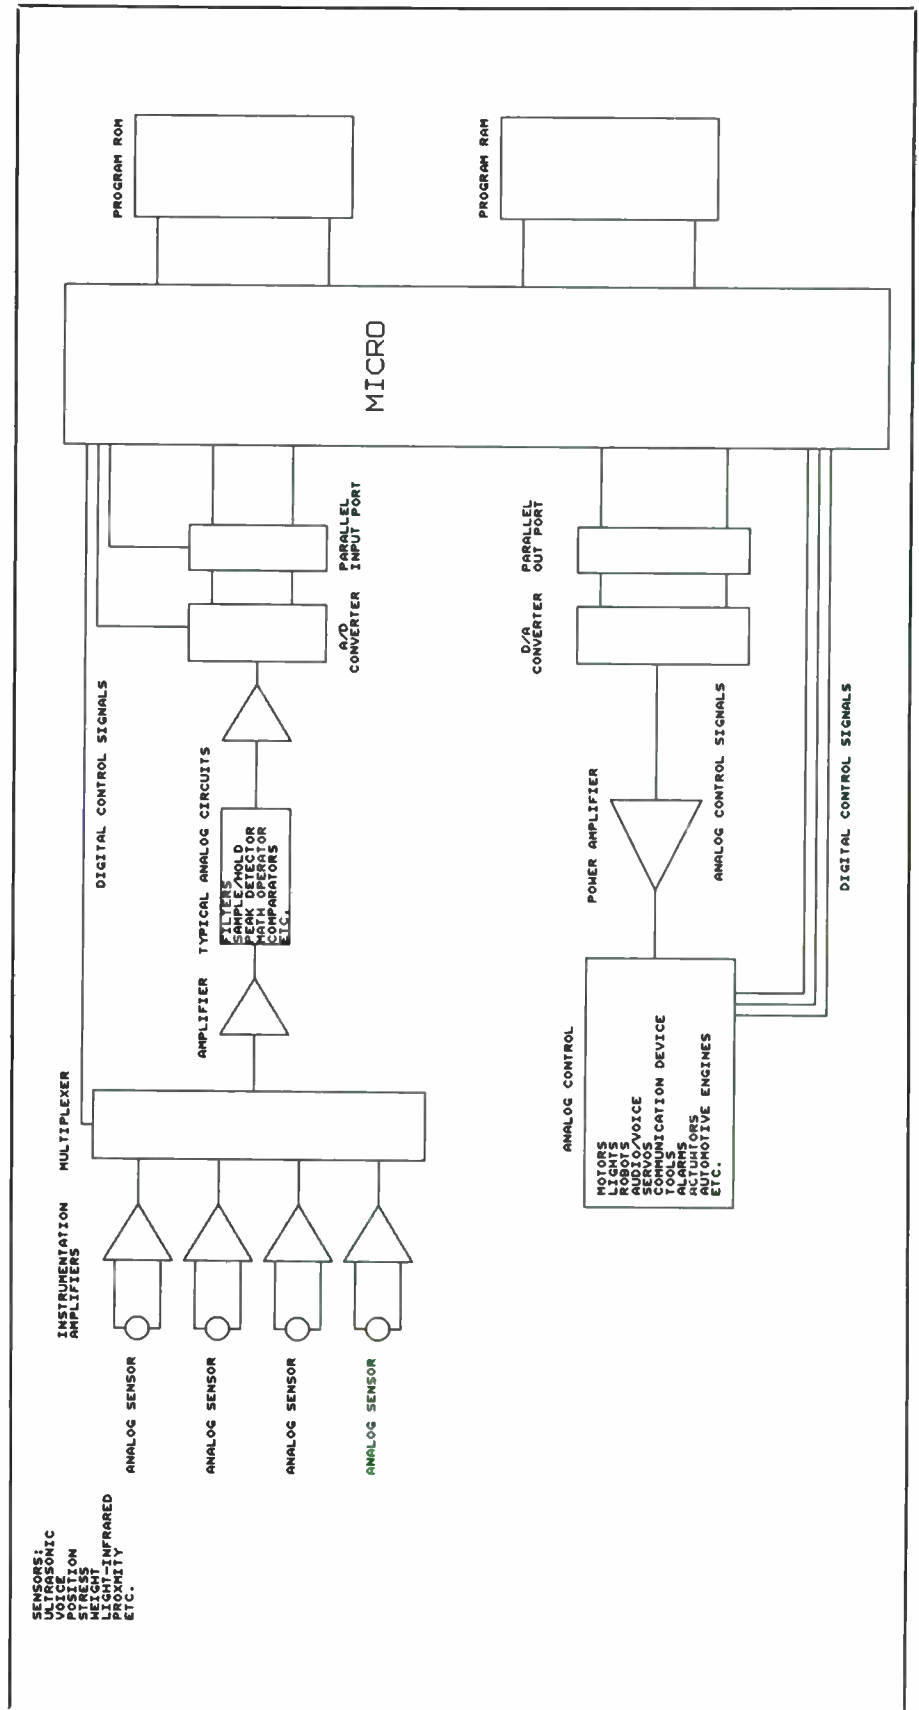 SENSORS:
ULTRASONIC
VOICE
POSITION
STRESS
WEIGHT
LIGHT-INFRARED
PROXMITY
ETC.
ANALOG SENSOR
ANALOG SENSOR
ANALOG SENSOR
ANALOG SENSOR
INSTRUMENTATION
AMPLIFIERS
MULTIPLEXER
AMPLIFIER
TYPICAL ANALOG CIRCUITS
FILTERS
SAMPLE/HOLD
PEAK DETECTOR
MATH OPERATOR
COMPARATORS
ETC.
DIGITAL CONTROL SIGNALS
A/D
CONVERTER
PARALLEL
INPUT PORT
MICRO
PROGRAM ROM
PROGRAM RAM
ANALOG CONTROL
MOTORS
LIGHTS
ROBOTS
AUDIO/VOICE
SERVOS
COMMUNICATION DEVICE
TOOLS
ALARMS
ACTUATORS
AUTOMOTIVE ENGINES
ETC.
POWER AMPLIFIER
ANALOG CONTROL SIGNALS
D/A
CONVERTER
PARALLEL
OUT PORT
DIGITAL CONTROL SIGNALS